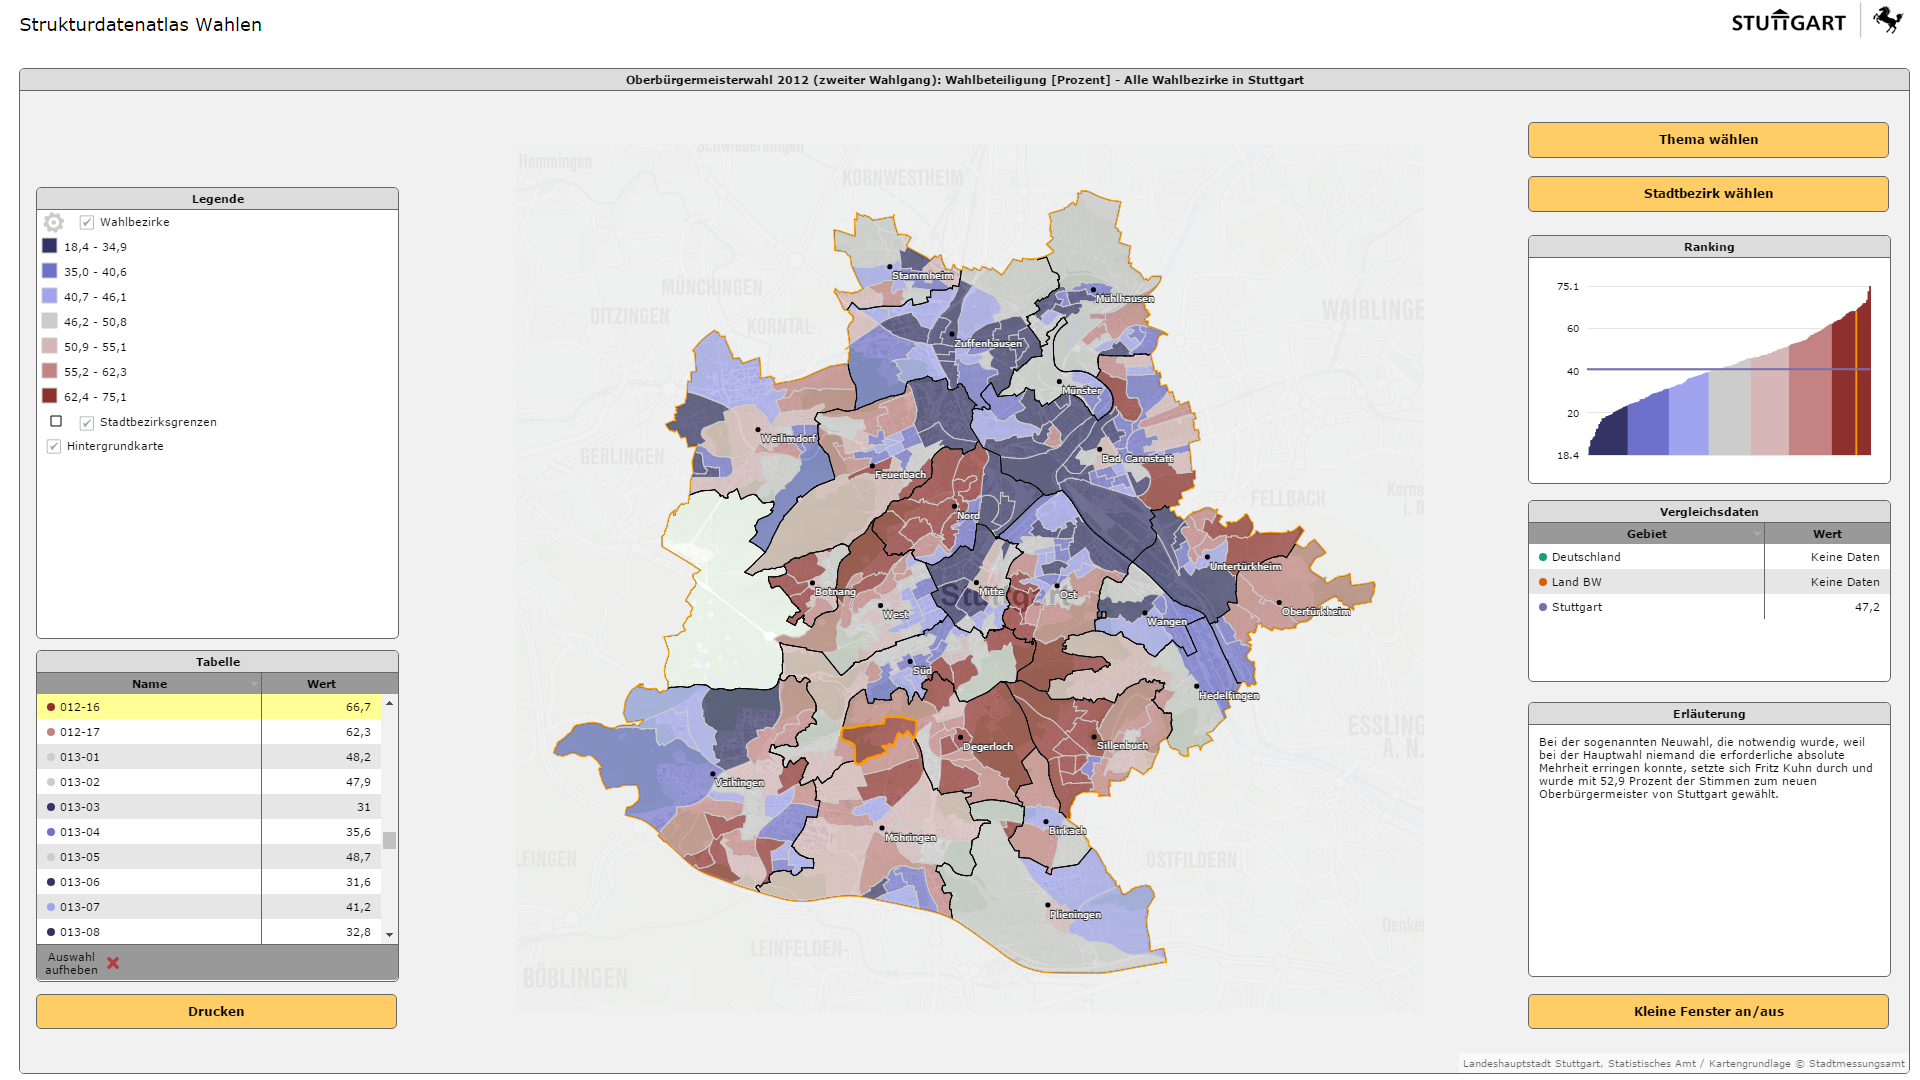 Strukturdatenatlas Wahlen
STUTTGART
Oberbürgermeisterwahl 2012 (zweiter Wahlgang): Wahlbeteiligung [Prozent] - Alle Wahlbezirke in Stuttgart
Legende
Wahlbezirke
18,4 - 34,9
35,0 - 40,6
40,7 - 46,1
46,2 - 50,8
50,9 - 55,1
55,2 - 62,3
62,4 - 75,1
Stadtbezirksgrenzen
Hintergrundkarte
Tabelle
Name Wert
012-16 66,7
012-17 62,3
013-01 48,2
013-02 47,9
013-03 31
013-04 35,6
013-05 48,7
013-06 31,6
013-07 41,2
013-08 32,8
Auswahl
aufheben
Drucken
Hemmingen
Schwieberdingen
KORNWESTHEIM
MÜNCHINGEN
DITZINGEN
KORNTAL-
WAIBLINGE
GERLINGEN
FELLBACH
Kerne
i. R
ESSLING
A. N.
LFINGEN
OSTFILDERN
Denke
LEINFELDEN-
BÖBLINGEN
Stuttgart
Stammheim
Mühlhausen
Zuffenhausen
Münster
Weilimdorf
Bad Cannstatt
Feuerbach
Nord
Untertürkheim
Botnang
Mitte
Ost
West
Obertürkheim
Wangen
Süd
Hedelfingen
Degerloch
Sillenbuch
Vaihingen
Möhringen
Birkach
Plieningen
Thema wählen
Stadtbezirk wählen
Ranking
75.1
60
40
20
18.4
Vergleichsdaten
Gebiet Wert
Deutschland Keine Daten
Land BW Keine Daten
Stuttgart 47,2
Erläuterung
Bei der sogenannten Neuwahl, die notwendig wurde, weil
bei der Hauptwahl niemand die erforderliche absolute
Mehrheit erringen konnte, setzte sich Fritz Kuhn durch und
wurde mit 52,9 Prozent der Stimmen zum neuen
Oberbürgermeister von Stuttgart gewählt.
Kleine Fenster an/aus
Landeshauptstadt Stuttgart, Statistisches Amt / Kartengrundlage © Stadtmessungsamt